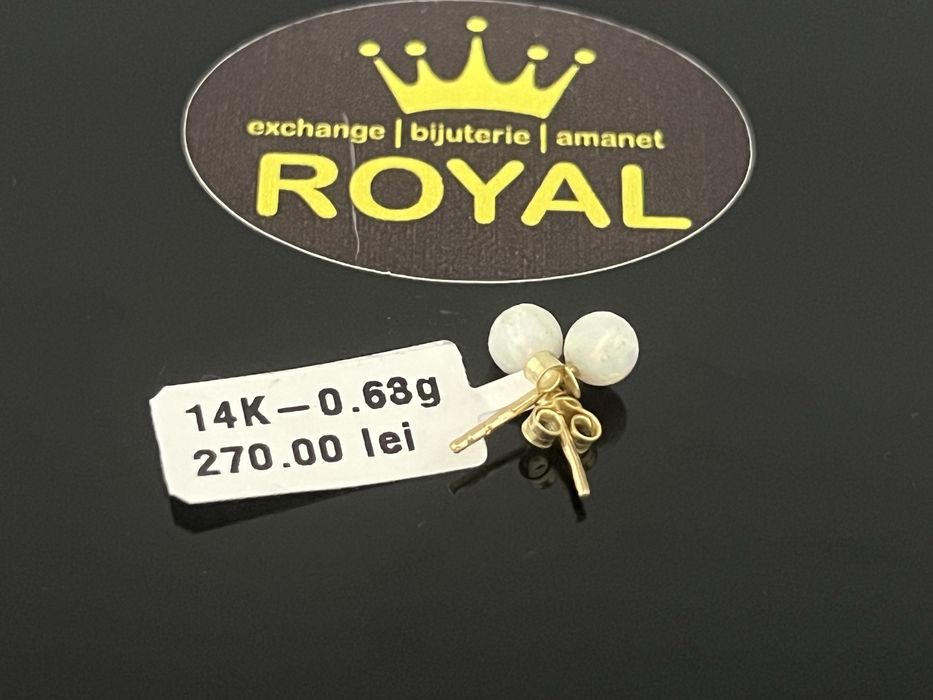 exchange | bijuterie | amanet
ROYAL
14K—0.68g
270.00 lei